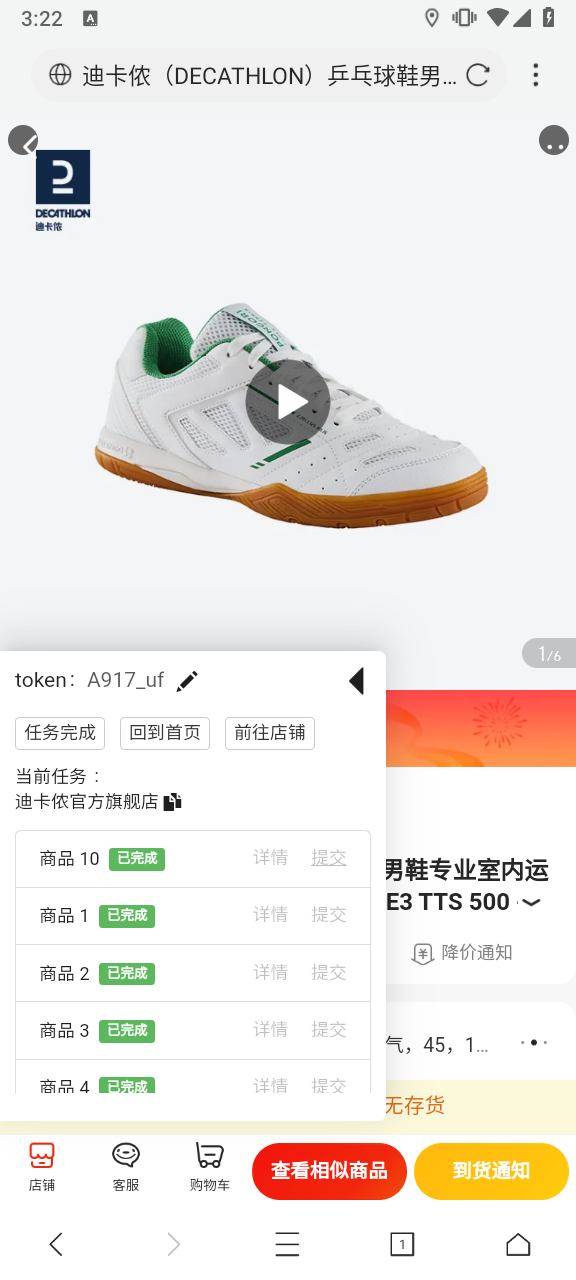 3:22
A
迪卡侬（DECATHLON）乒乓球鞋男...
DECATHLON
迪卡侬
1/6
token： A917_uf
任务完成 回到首页 前往店铺
当前任务：
迪卡侬官方旗舰店
商品 10 已完成 详情 提交
商品 1 已完成 详情 提交
商品 2 已完成 详情 提交
商品 3 已完成 详情 提交
商品 4 已完成 详情 提交
男鞋专业室内运
E3 TTS 500
降价通知
气，45，1...
无存货
店铺 客服 购物车 查看相似商品 到货通知
1